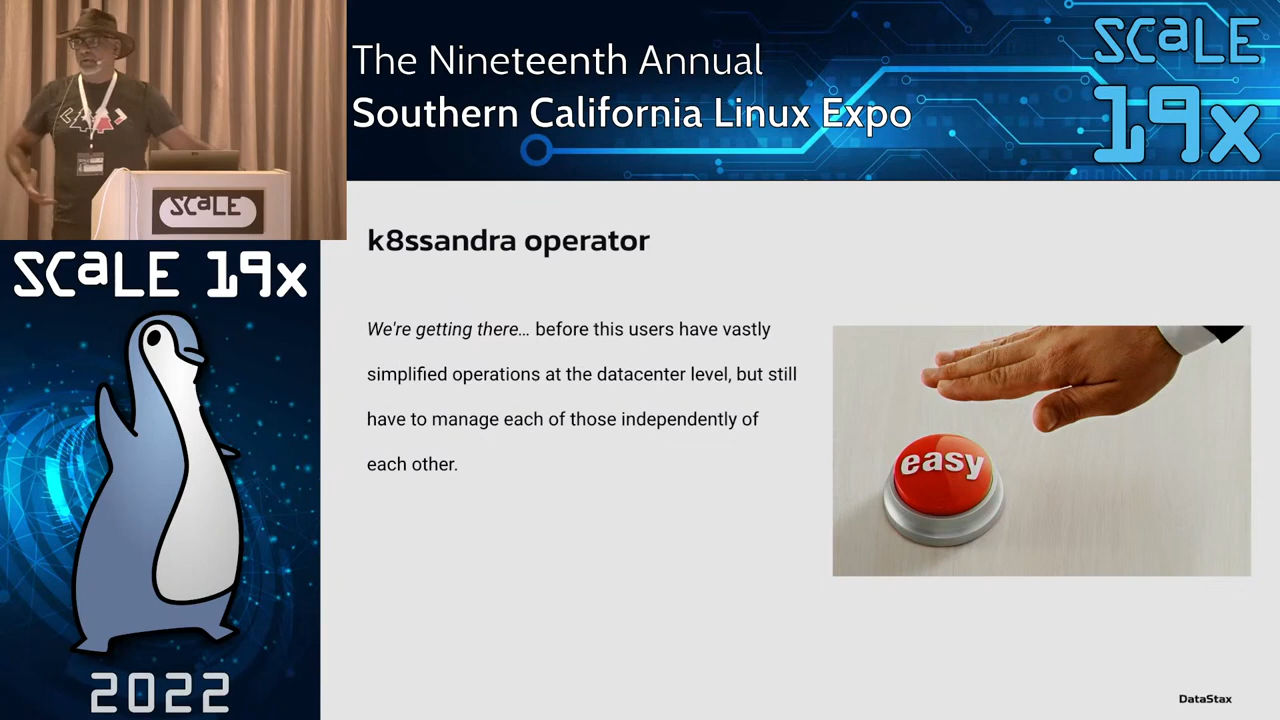 The Nineteenth Annual
Southern California Linux Expo
SCaLE
19x
SCaLE
SCaLE 19x
k8ssandra operator
We're getting there... before this users have vastly
simplified operations at the datacenter level, but still
have to manage each of those independently of
each other.
easy
2022
DataStax